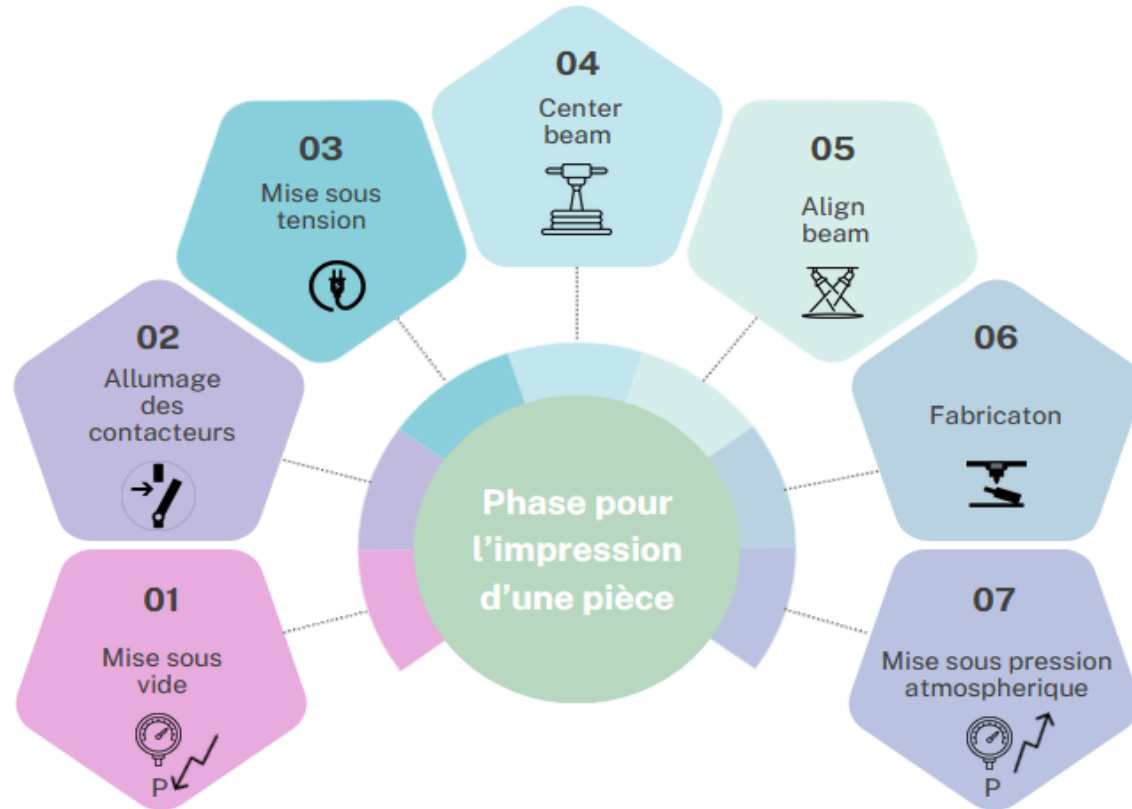 01
Mise sous
vide
P
02
Allumage
des
contacteurs
03
Mise sous
tension
04
Center
beam
05
Align
beam
06
Fabricaton
07
Mise sous pression
atmospherique
P
Phase pour
l'impression
d'une pièce